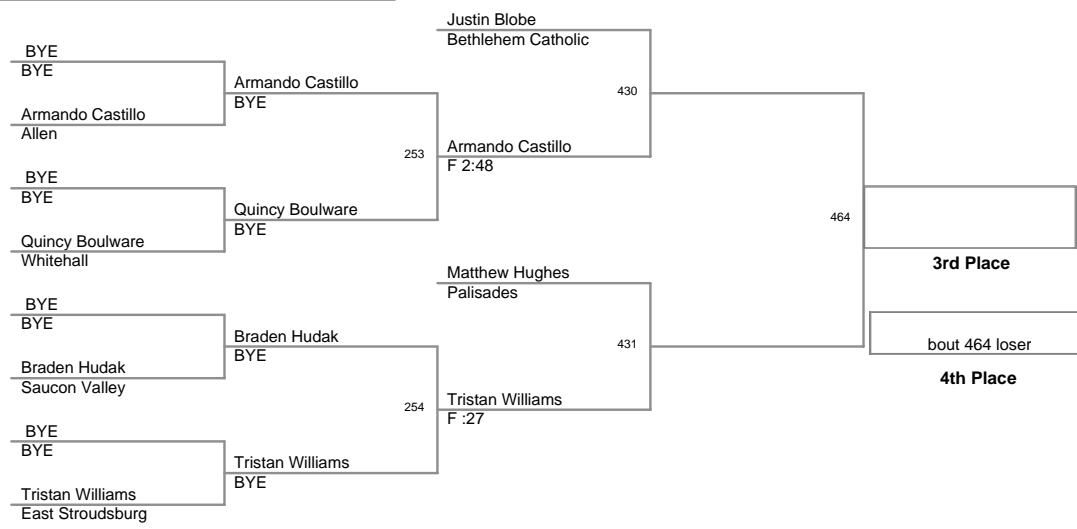 Justin Blobe
Bethlehem Catholic
BYE
BYE
Armando Castillo
BYE
430
Armando Castillo
Allen
253
Armando Castillo
F 2:48
BYE
BYE
Quincy Boulware
BYE
464
Quincy Boulware
Whitehall
3rd Place
Matthew Hughes
Palisades
BYE
BYE
Braden Hudak
BYE
431
bout 464 loser
Braden Hudak
Saucon Valley
4th Place
254
Tristan Williams
F :27
BYE
BYE
Tristan Williams
BYE
Tristan Williams
East Stroudsburg